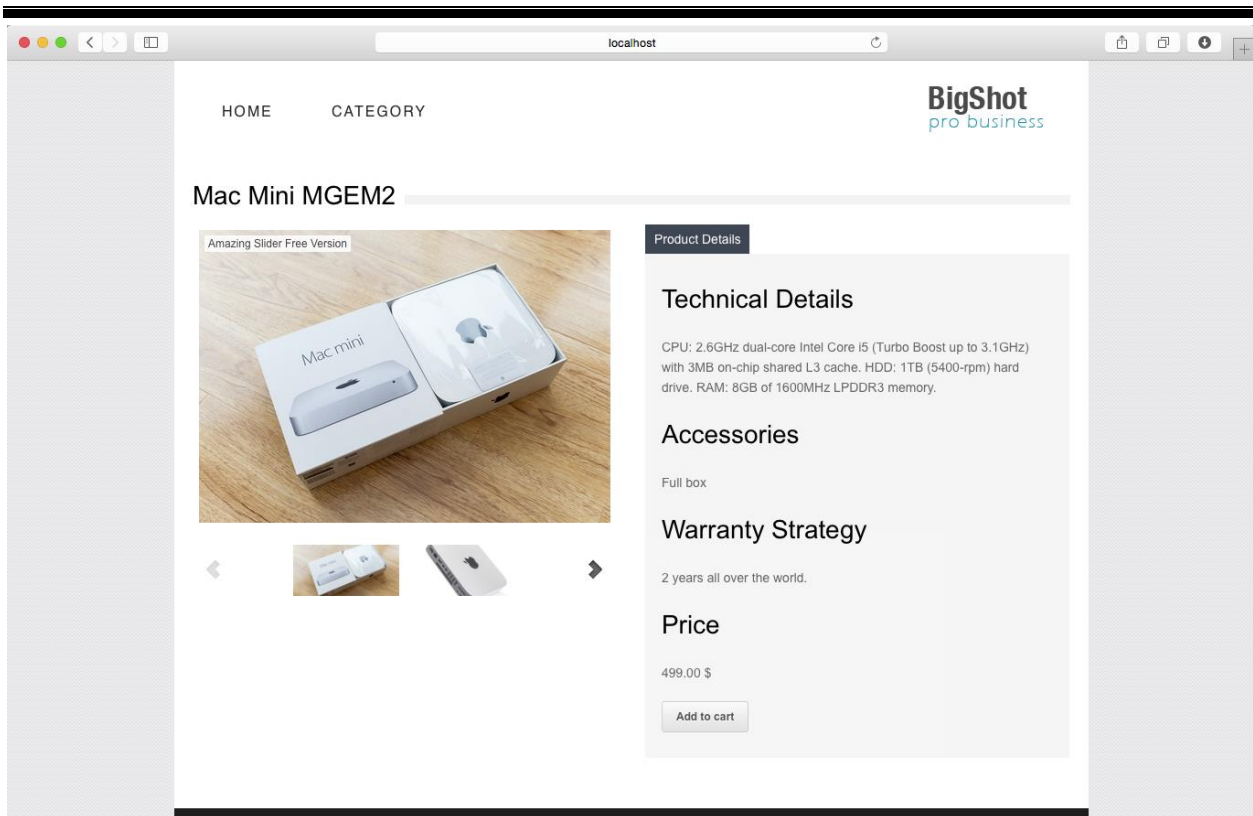 localhost
HOME
CATEGORY
BigShot
pro business
Mac Mini MGEM2
Amazing Slider Free Version
Mac mini
Product Details
Technical Details
CPU: 2.6GHz dual-core Intel Core i5 (Turbo Boost up to 3.1GHz)
with 3MB on-chip shared L3 cache. HDD: 1TB (5400-rpm) hard
drive. RAM: 8GB of 1600MHz LPDDR3 memory.
Accessories
Full box
Warranty Strategy
2 years all over the world.
Price
499.00 $
Add to cart